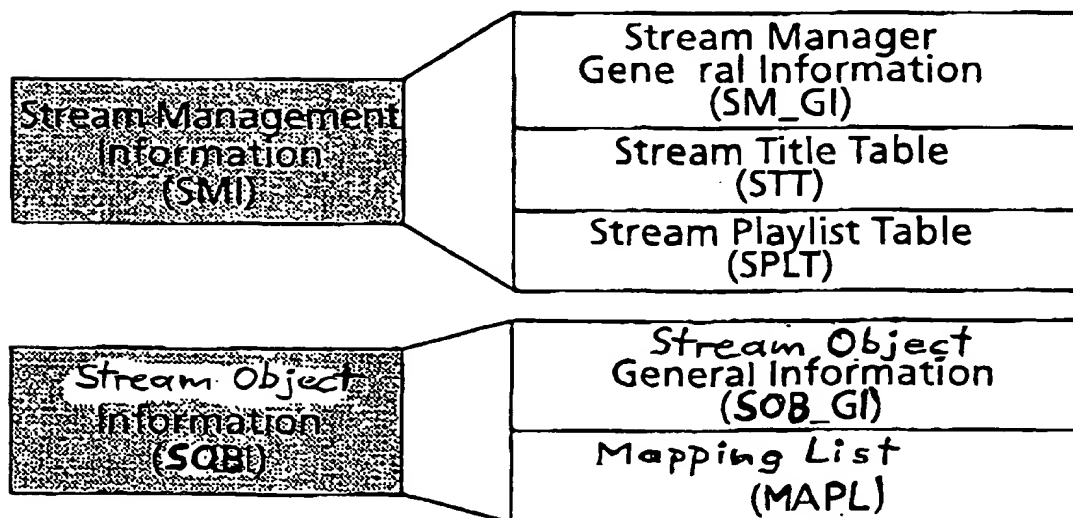 Stream Management
Information
(SMI)
Stream Manager
Gene ral Information
(SM_GI)
Stream Title Table
(STT)
Stream Playlist Table
(SPLT)
Stream Object
Information
(SOBI)
Stream Object
General Information
(SOB_GI)
Mapping List
(MAPL)